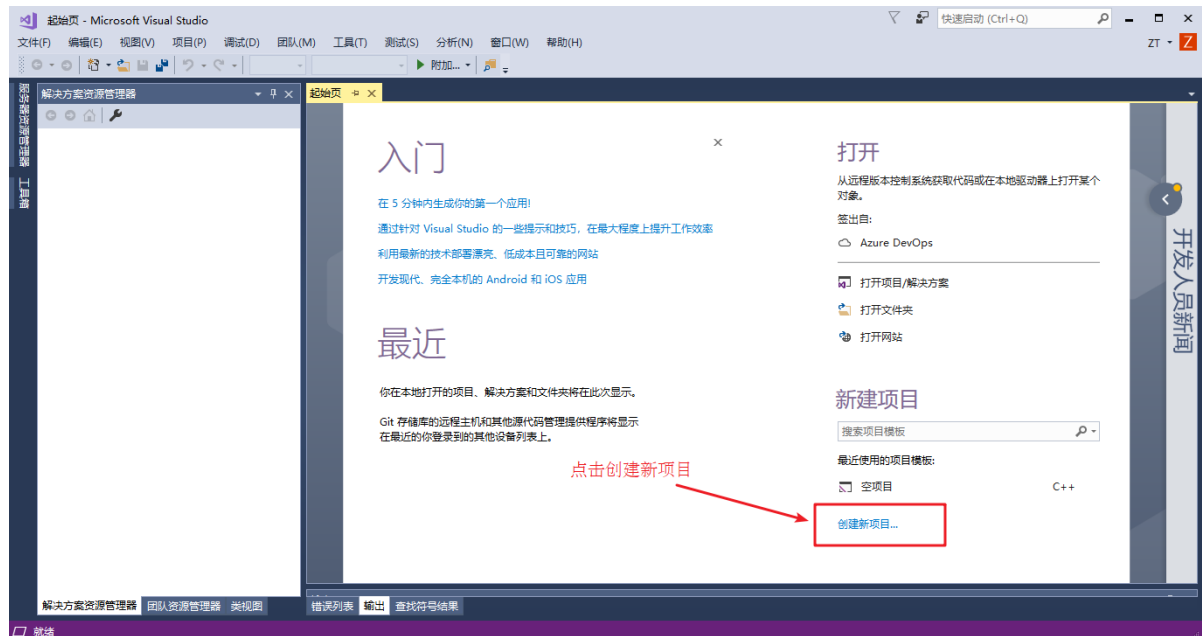 起始页 - Microsoft Visual Studio
快速启动 (Ctrl+Q)
文件(F) 编辑(E) 视图(V) 项目(P) 调试(D) 团队(M) 工具(T) 测试(S) 分析(N) 窗口(W) 帮助(H)
ZT
Z
附加...
服务器资源管理器
工具箱
解决方案资源管理器
起始页
入门
在 5 分钟内生成你的第一个应用!
通过针对 Visual Studio 的一些提示和技巧，在最大程度上提升工作效率
利用最新的技术部署漂亮、低成本且可靠的网站
开发现代、完全本机的 Android 和 iOS 应用
最近
你在本地打开的项目、解决方案和文件夹将在此次显示。
Git 存储库的远程主机和其他源代码管理提供程序将显示
在最近的你登录到的其他设备列表上。
点击创建新项目
打开
从远程版本控制系统获取代码或在本地驱动器上打开某个
对象。
签出自:
Azure DevOps
打开项目/解决方案
打开文件夹
打开网站
新建项目
搜索项目模板
最近使用的项目模板:
空项目 C++
创建新项目...
开发人员新闻
解决方案资源管理器 团队资源管理器 类视图
错误列表 输出 查找符号结果
就绪